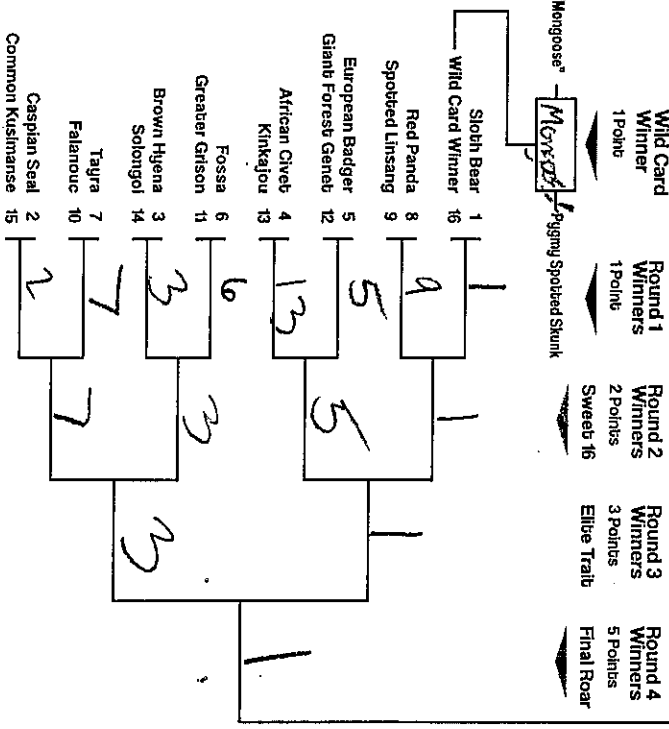 Wild Card
Winner
1 Point
Round 1
Winners
1 Point
Round 2
Winners
2 Points
Sweet 16
Round 3
Winners
3 Points
Elite Trait
Round 4
Winners
5 Points
Final Roar
Mongoose"
Pygmy Spotted Skunk
Sloth Bear 1
Wild Card Winner 16
Red Panda 8
Spotted Linsang 9
European Badger 5
Giant Forest Genet 12
African Civet 4
Kinkajou 13
Fossa 6
Greater Grison 11
Brown Hyena 3
Solongoi 14
Tayra 7
Falanouc 10
Caspian Seal 2
Common Kusimanse 15
1
9
5
13
6
3
7
2
1
5
3
7
1
3
1